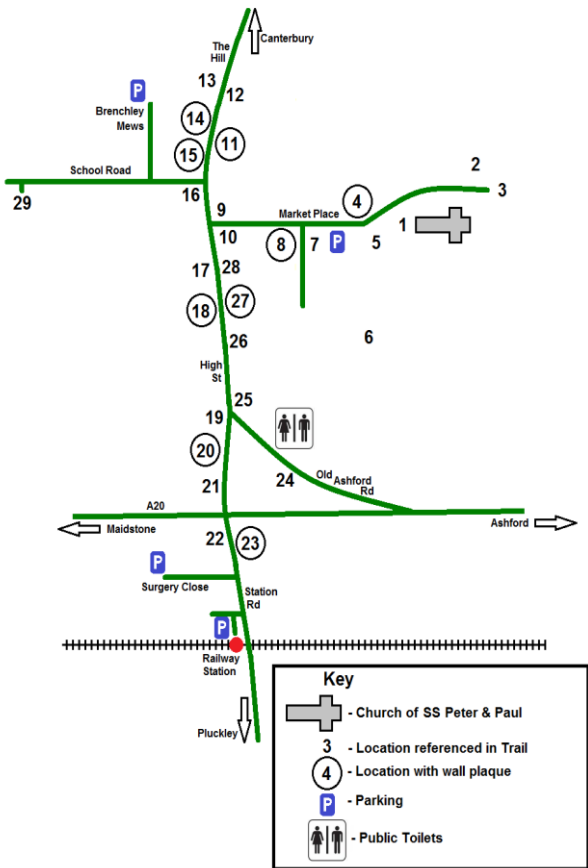 The
Hill
Canterbury
13
12
P
Brenchley
Mews
14
11
15
School Road
2
29
16
3
9
Market Place
4
1
10
8
7
P
5
17
28
27
18
26
6
High
St
25
19
20
24
Old
Ashford
Rd
21
A20
Maidstone
Ashford
22
23
P
Surgery Close
Station
Rd
P
Railway
Station
Pluckley
Key
- Church of SS Peter & Paul
3 - Location referenced in Trail
4 - Location with wall plaque
P - Parking
- Public Toilets